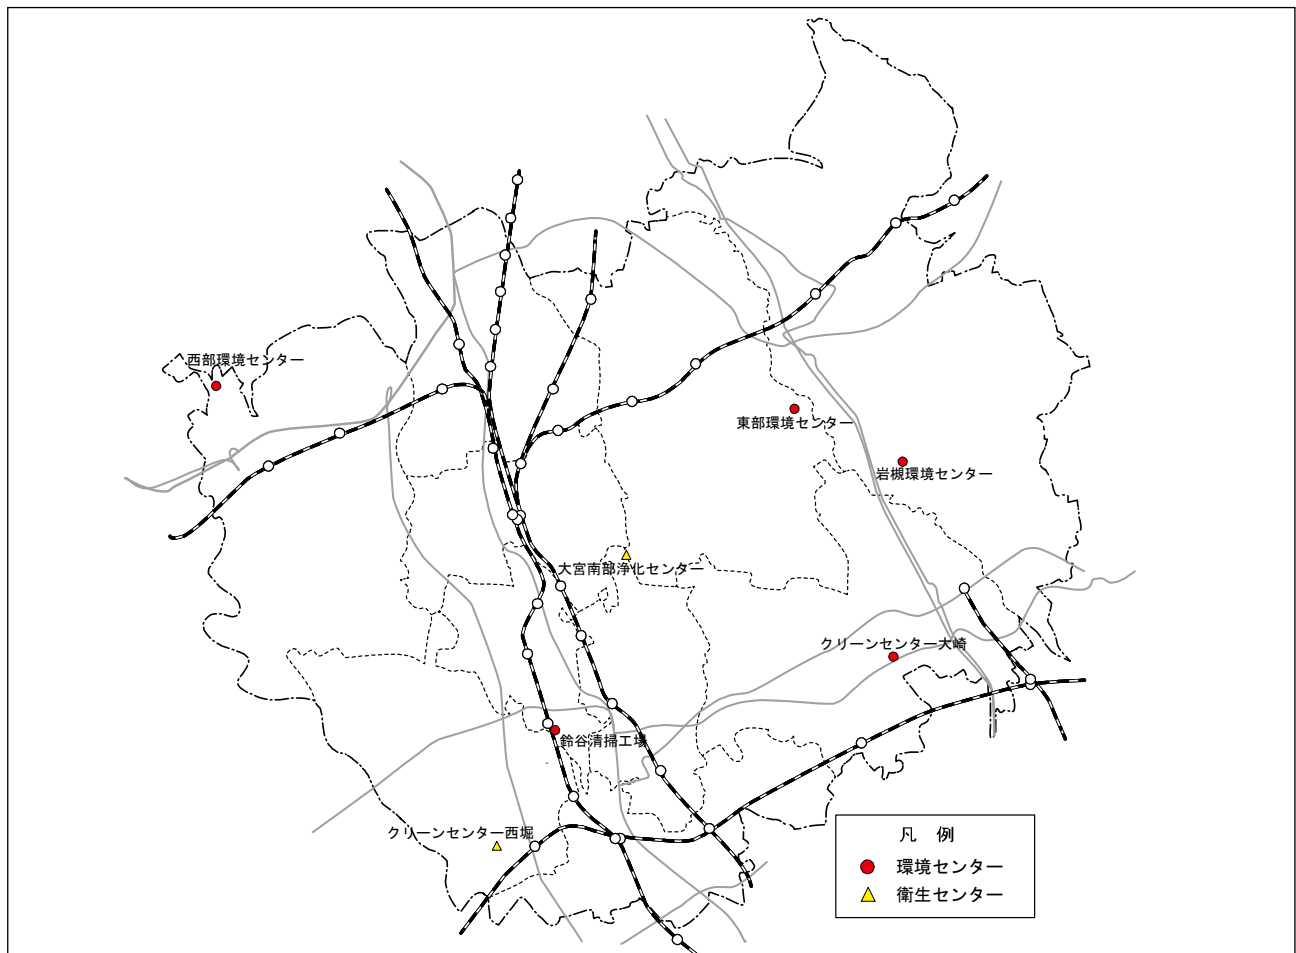 西部環境センター
東部環境センター
岩槻環境センター
大宮南部浄化センター
クリーンセンター大崎
鈴谷清掃工場
クリーンセンター西堀
凡 例
環境センター
衛生センター